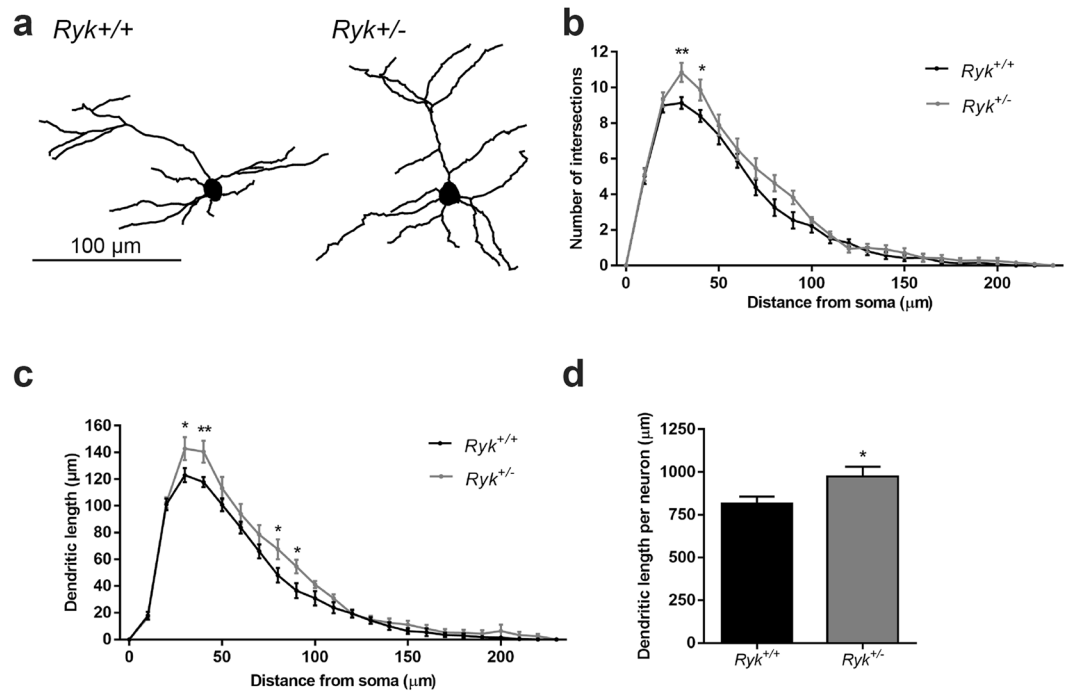 a
Ryk+/+
Ryk+/-
100 µm
b
Number of intersections
12
10
8
6
4
2
0
**
*
Ryk+/+
Ryk+/-
0 50 100 150 200
Distance from soma (µm)
c
Dendritic length (µm)
160
140
120
100
80
60
40
20
0
* **
*
*
Ryk+/+
Ryk+/-
0 50 100 150 200
Distance from soma (µm)
d
Dendritic length per neuron (µm)
1250
1000
750
500
250
0
*
Ryk+/+ Ryk+/-